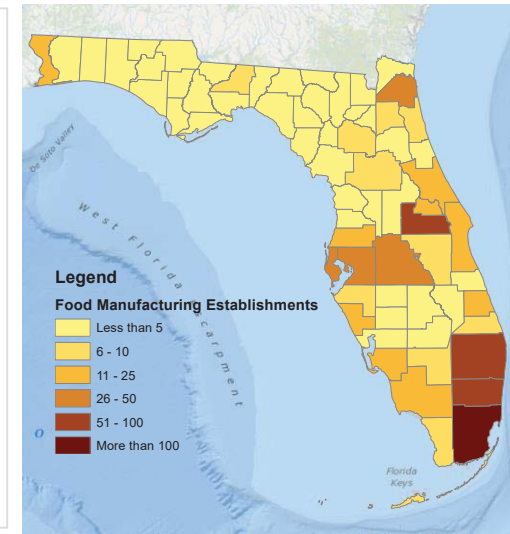 De Soto Valley
West Florida Escarpment
Legend
Food Manufacturing Establishments
Less than 5
6 - 10
11 - 25
26 - 50
51 - 100
More than 100
Florida
Keys